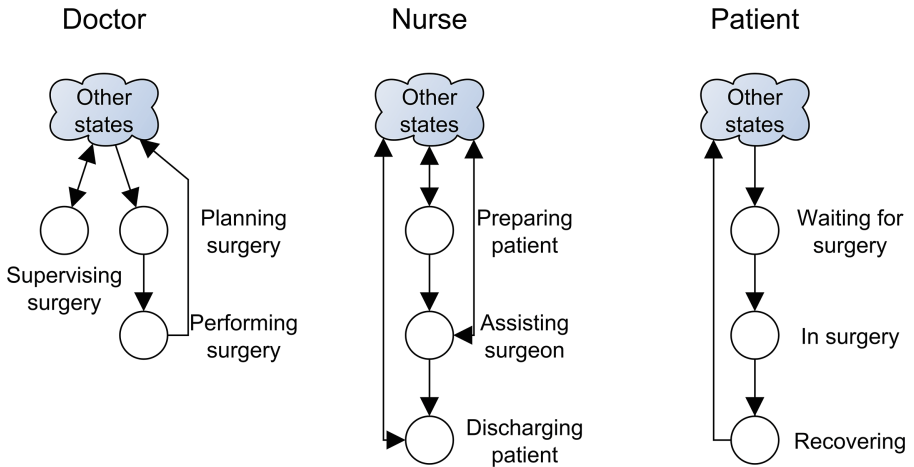 Doctor
Nurse
Patient
Other
states
Other
states
Other
states
Planning
surgery
Supervising
surgery
Performing
surgery
Preparing
patient
Assisting
surgeon
Discharging
patient
Waiting for
surgery
In surgery
Recovering